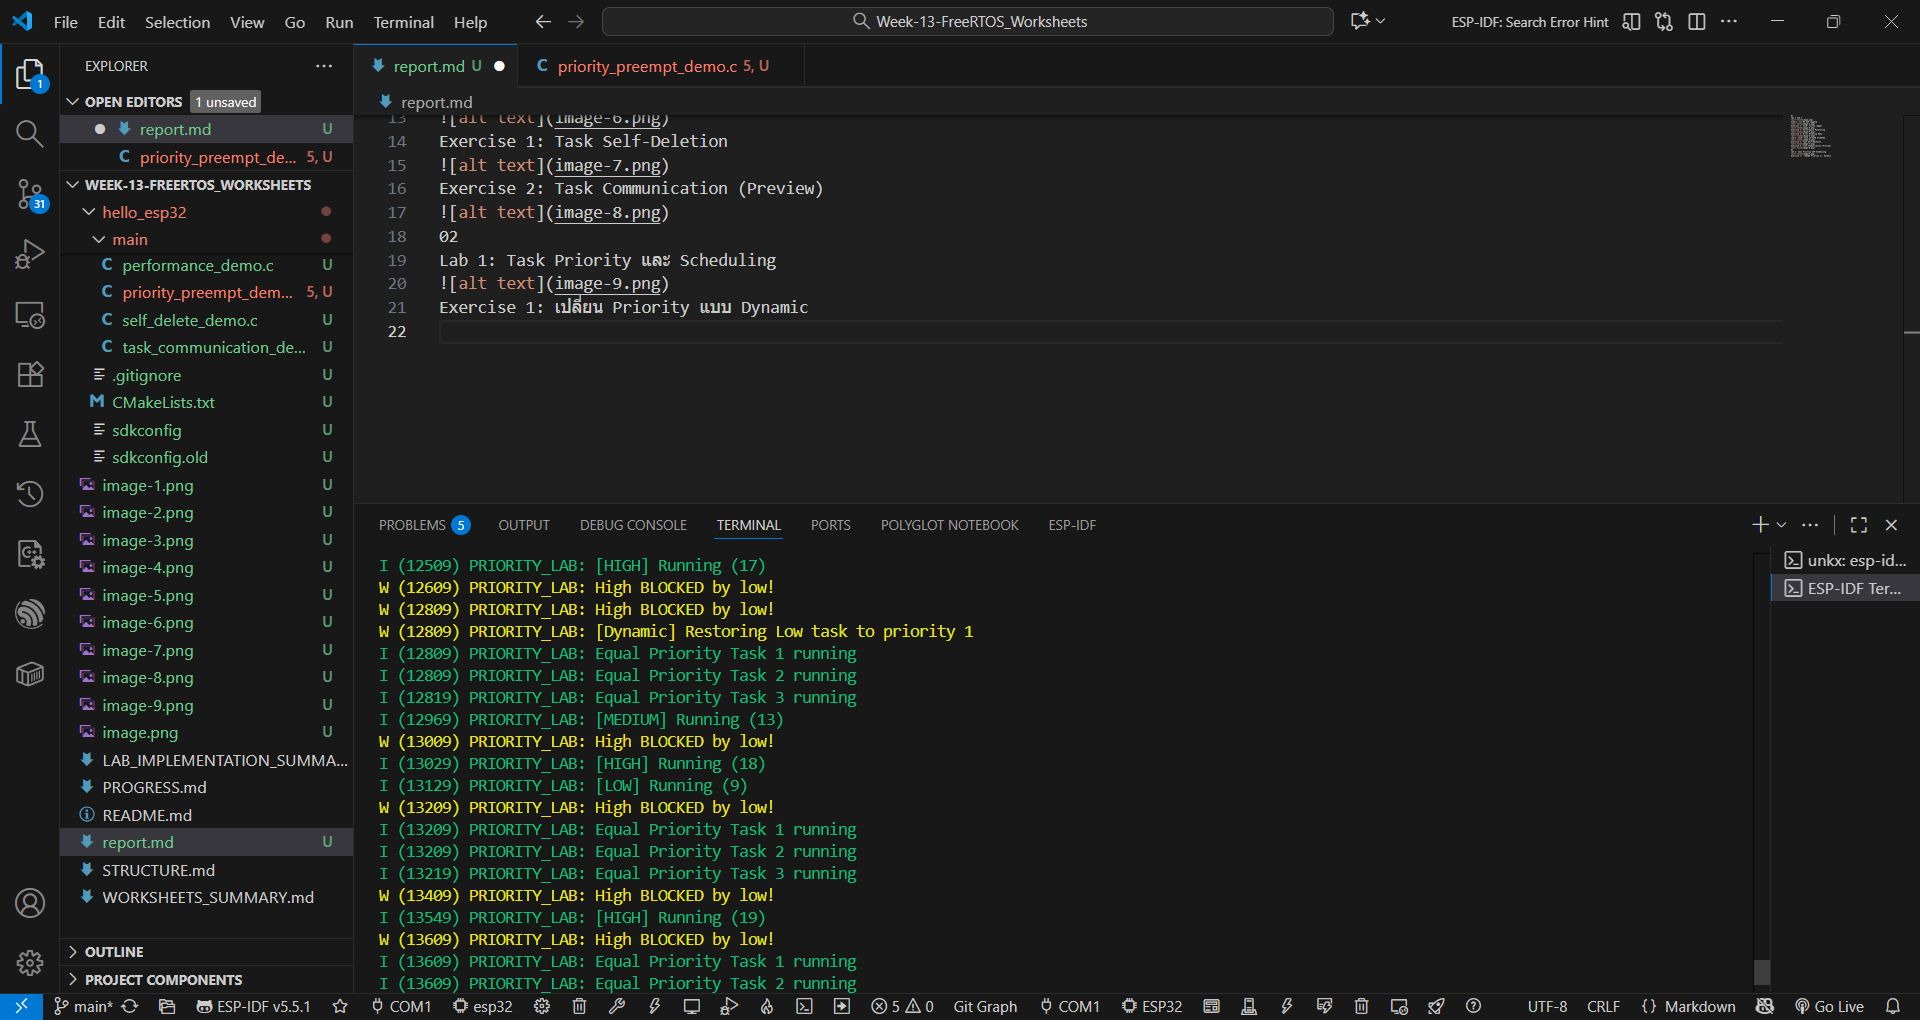 File Edit Selection View Go Run Terminal Help
Week-13-FreeRTOS_Worksheets
ESP-IDF: Search Error Hint
EXPLORER
OPEN EDITORS 1 unsaved
report.md U
priority_preempt_de... 5, U
WEEK-13-FREERTOS_WORKSHEETS
hello_esp32
main
performance_demo.c U
priority_preempt_dem... 5, U
self_delete_demo.c U
task_communication_de... U
.gitignore U
CMakeLists.txt U
sdkconfig U
sdkconfig.old U
image-1.png U
image-2.png U
image-3.png U
image-4.png U
image-5.png U
image-6.png U
image-7.png U
image-8.png U
image-9.png U
image.png U
LAB_IMPLEMENTATION_SUMMA...
PROGRESS.md
README.md
report.md U
STRUCTURE.md
WORKSHEETS_SUMMARY.md
OUTLINE
PROJECT COMPONENTS
1
31
report.md U
priority_preempt_demo.c 5, U
report.md
13 ![alt text](image-6.png)
14 Exercise 1: Task Self-Deletion
15 ![alt text](image-7.png)
16 Exercise 2: Task Communication (Preview)
17 ![alt text](image-8.png)
18 02
19 Lab 1: Task Priority และ Scheduling
20 ![alt text](image-9.png)
21 Exercise 1: เปลี่ยน Priority แบบ Dynamic
22
PROBLEMS 5 OUTPUT DEBUG CONSOLE TERMINAL PORTS POLYGLOT NOTEBOOK ESP-IDF
I (12509) PRIORITY_LAB: [HIGH] Running (17)
W (12609) PRIORITY_LAB: High BLOCKED by low!
W (12809) PRIORITY_LAB: High BLOCKED by low!
W (12809) PRIORITY_LAB: [Dynamic] Restoring Low task to priority 1
I (12809) PRIORITY_LAB: Equal Priority Task 1 running
I (12809) PRIORITY_LAB: Equal Priority Task 2 running
I (12819) PRIORITY_LAB: Equal Priority Task 3 running
I (12969) PRIORITY_LAB: [MEDIUM] Running (13)
W (13009) PRIORITY_LAB: High BLOCKED by low!
I (13029) PRIORITY_LAB: [HIGH] Running (18)
I (13129) PRIORITY_LAB: [LOW] Running (9)
W (13209) PRIORITY_LAB: High BLOCKED by low!
I (13209) PRIORITY_LAB: Equal Priority Task 1 running
I (13209) PRIORITY_LAB: Equal Priority Task 2 running
I (13219) PRIORITY_LAB: Equal Priority Task 3 running
W (13409) PRIORITY_LAB: High BLOCKED by low!
I (13549) PRIORITY_LAB: [HIGH] Running (19)
W (13609) PRIORITY_LAB: High BLOCKED by low!
I (13609) PRIORITY_LAB: Equal Priority Task 1 running
I (13609) PRIORITY_LAB: Equal Priority Task 2 running
unkx: esp-id...
ESP-IDF Ter...
main* ESP-IDF v5.5.1 COM1 esp32 5 0 Git Graph COM1 ESP32 UTF-8 CRLF {} Markdown Go Live